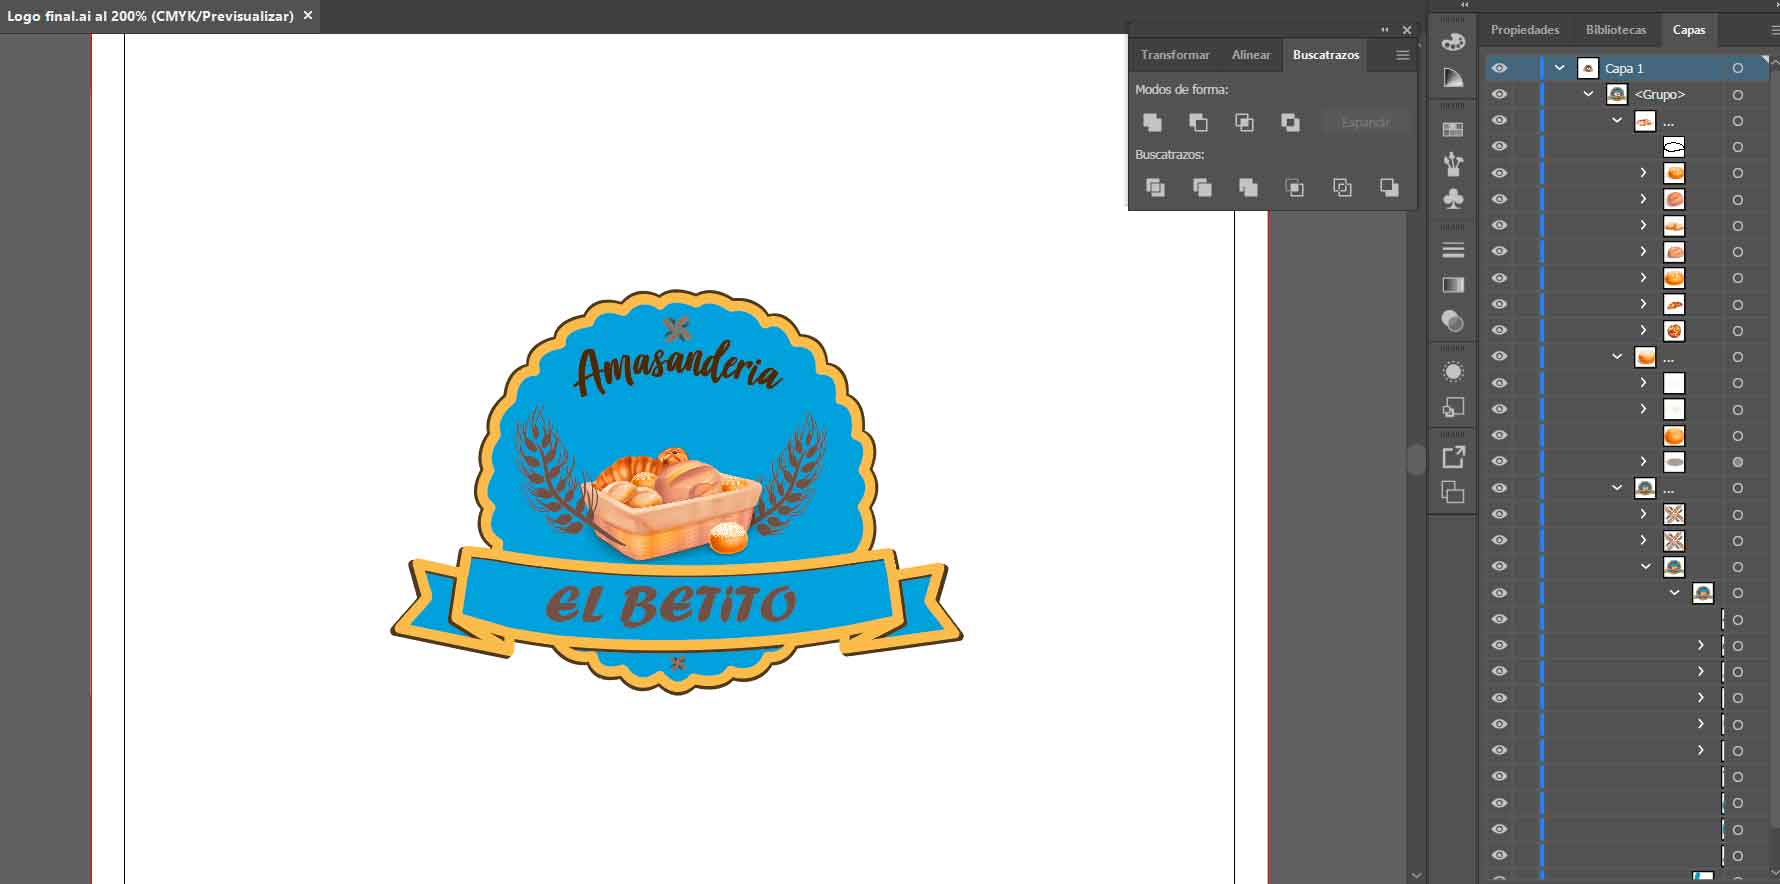 Logo final.ai al 200% (CMYK/Previsualizar) ×
Transformar Alinear Buscatrazos
Modos de forma:
Expandir
Buscatrazos:
Propiedades Bibliotecas Capas
Capa 1
<Grupo>
...
...
...
Amasanderia
EL BETiTO